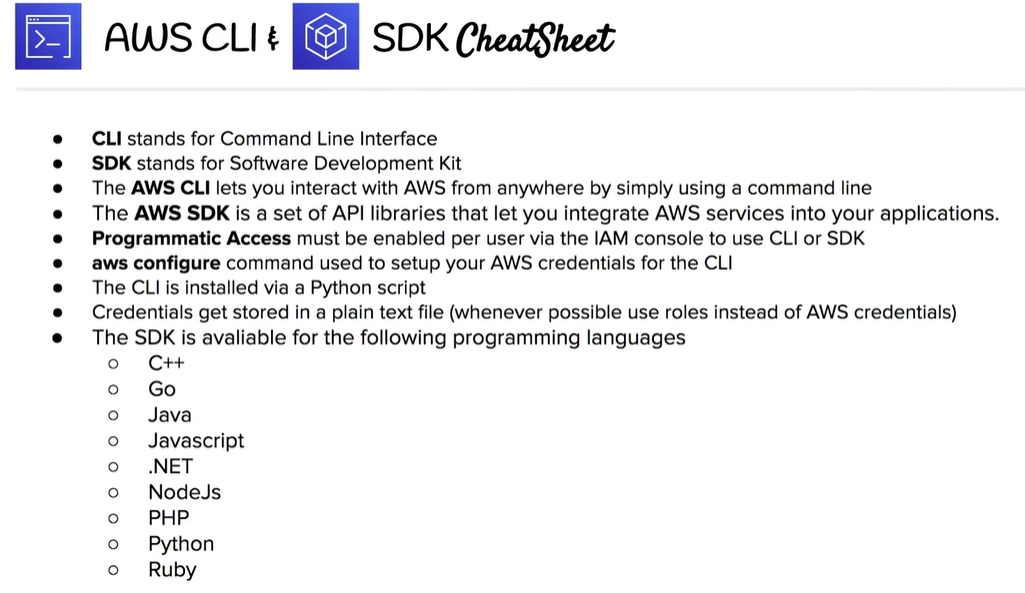 AWS CLI & SDK CheatSheet
● CLI stands for Command Line Interface
● SDK stands for Software Development Kit
● The AWS CLI lets you interact with AWS from anywhere by simply using a command line
● The AWS SDK is a set of API libraries that let you integrate AWS services into your applications.
● Programmatic Access must be enabled per user via the IAM console to use CLI or SDK
● aws configure command used to setup your AWS credentials for the CLI
● The CLI is installed via a Python script
● Credentials get stored in a plain text file (whenever possible use roles instead of AWS credentials)
● The SDK is avaliable for the following programming languages
○ C++
○ Go
○ Java
○ Javascript
○ .NET
○ NodeJs
○ PHP
○ Python
○ Ruby